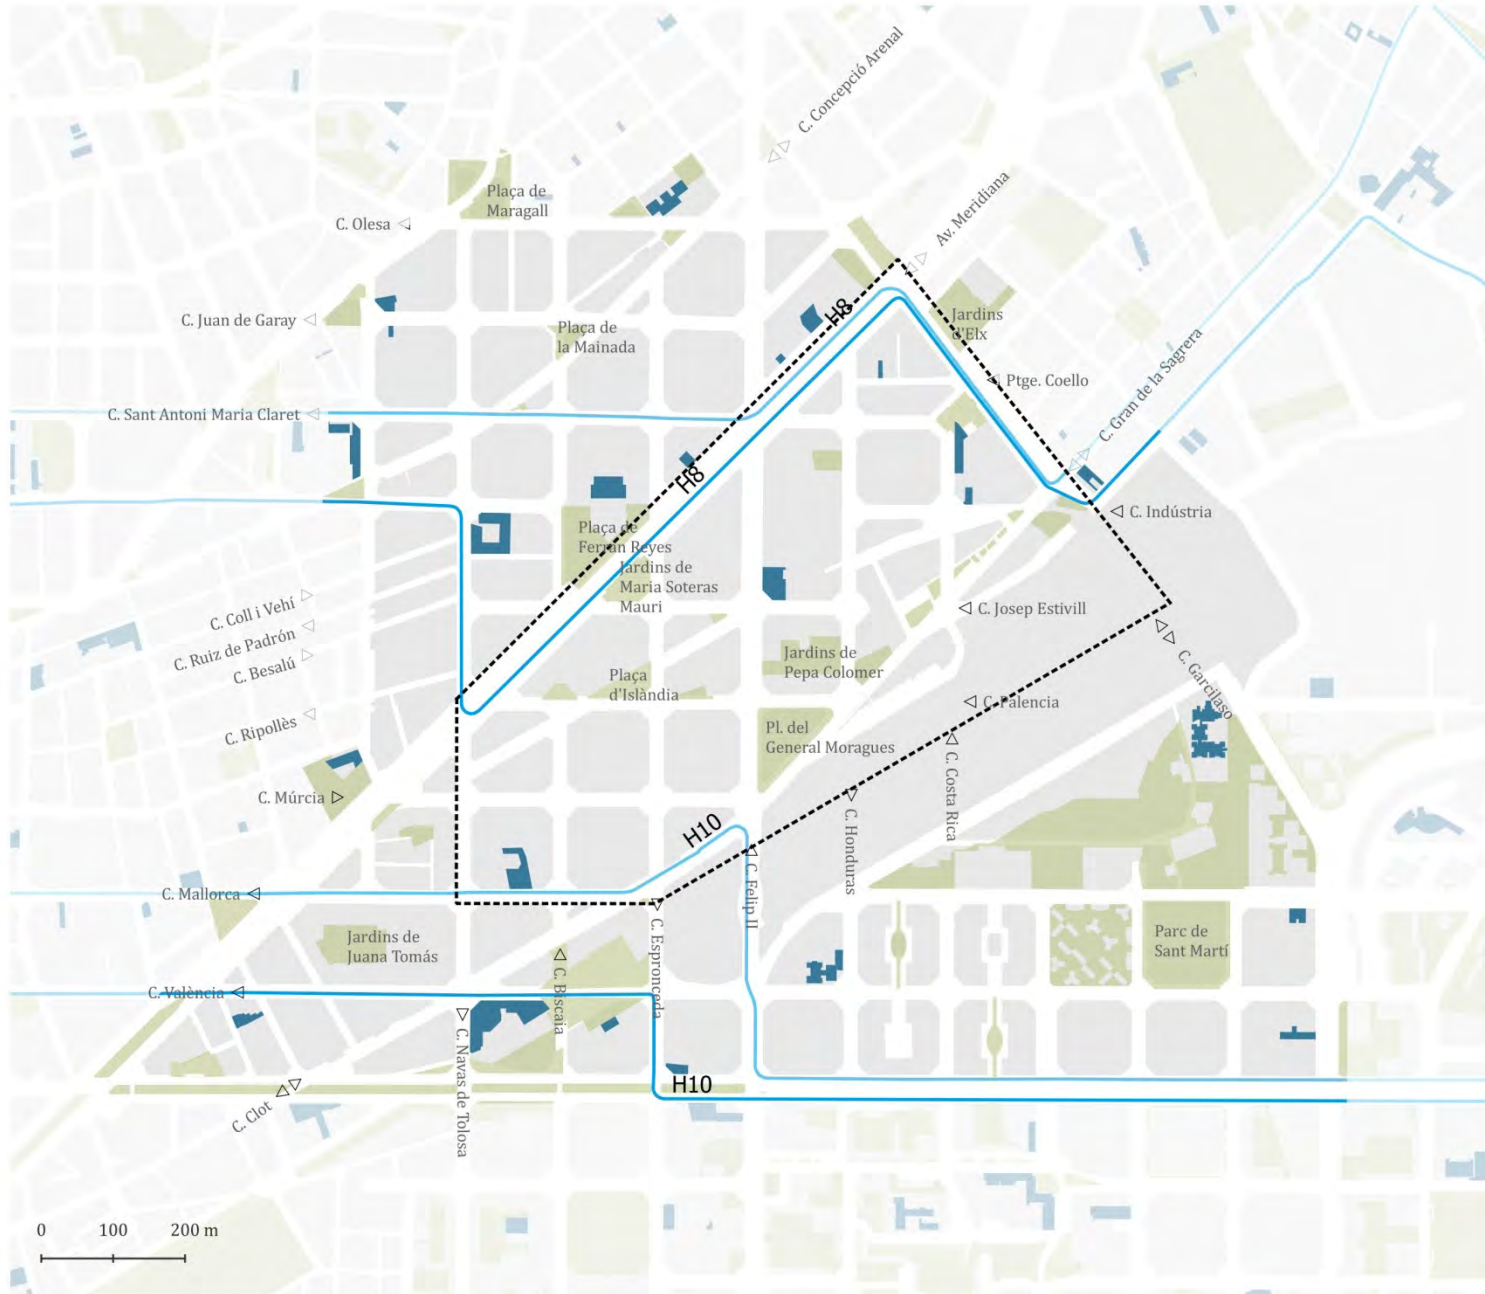 C. Concepció Arenal
Plaça de
Maragall
C. Olesa
Av. Meridiana
C. Juan de Garay
H8
Jardins
d'Elx
Plaça de
la Mainada
Ptge. Coello
C. Gran de la Sagrera
C. Sant Antoni Maria Claret
H8
C. Indústria
Plaça de
Ferran Reyes
Jardins de
Maria Soteras
Mauri
C. Coll i Vehí
C. Josep Estivill
C. Ruiz de Padrón
C. Besalú
Jardins de
Pepa Colomer
Plaça
d'Islàndia
C. Garcilaso
C. Palencia
C. Ripollès
Pl. del
General Moragues
C. Costa Rica
C. Múrcia
C. Honduras
H10
C. Felip II
C. Mallorca
C. Espronceda
Jardins de
Juana Tomás
Parc de
Sant Martí
C. Biscaia
C. València
C. Navas de Tolosa
H10
C. Clot
0 100 200 m